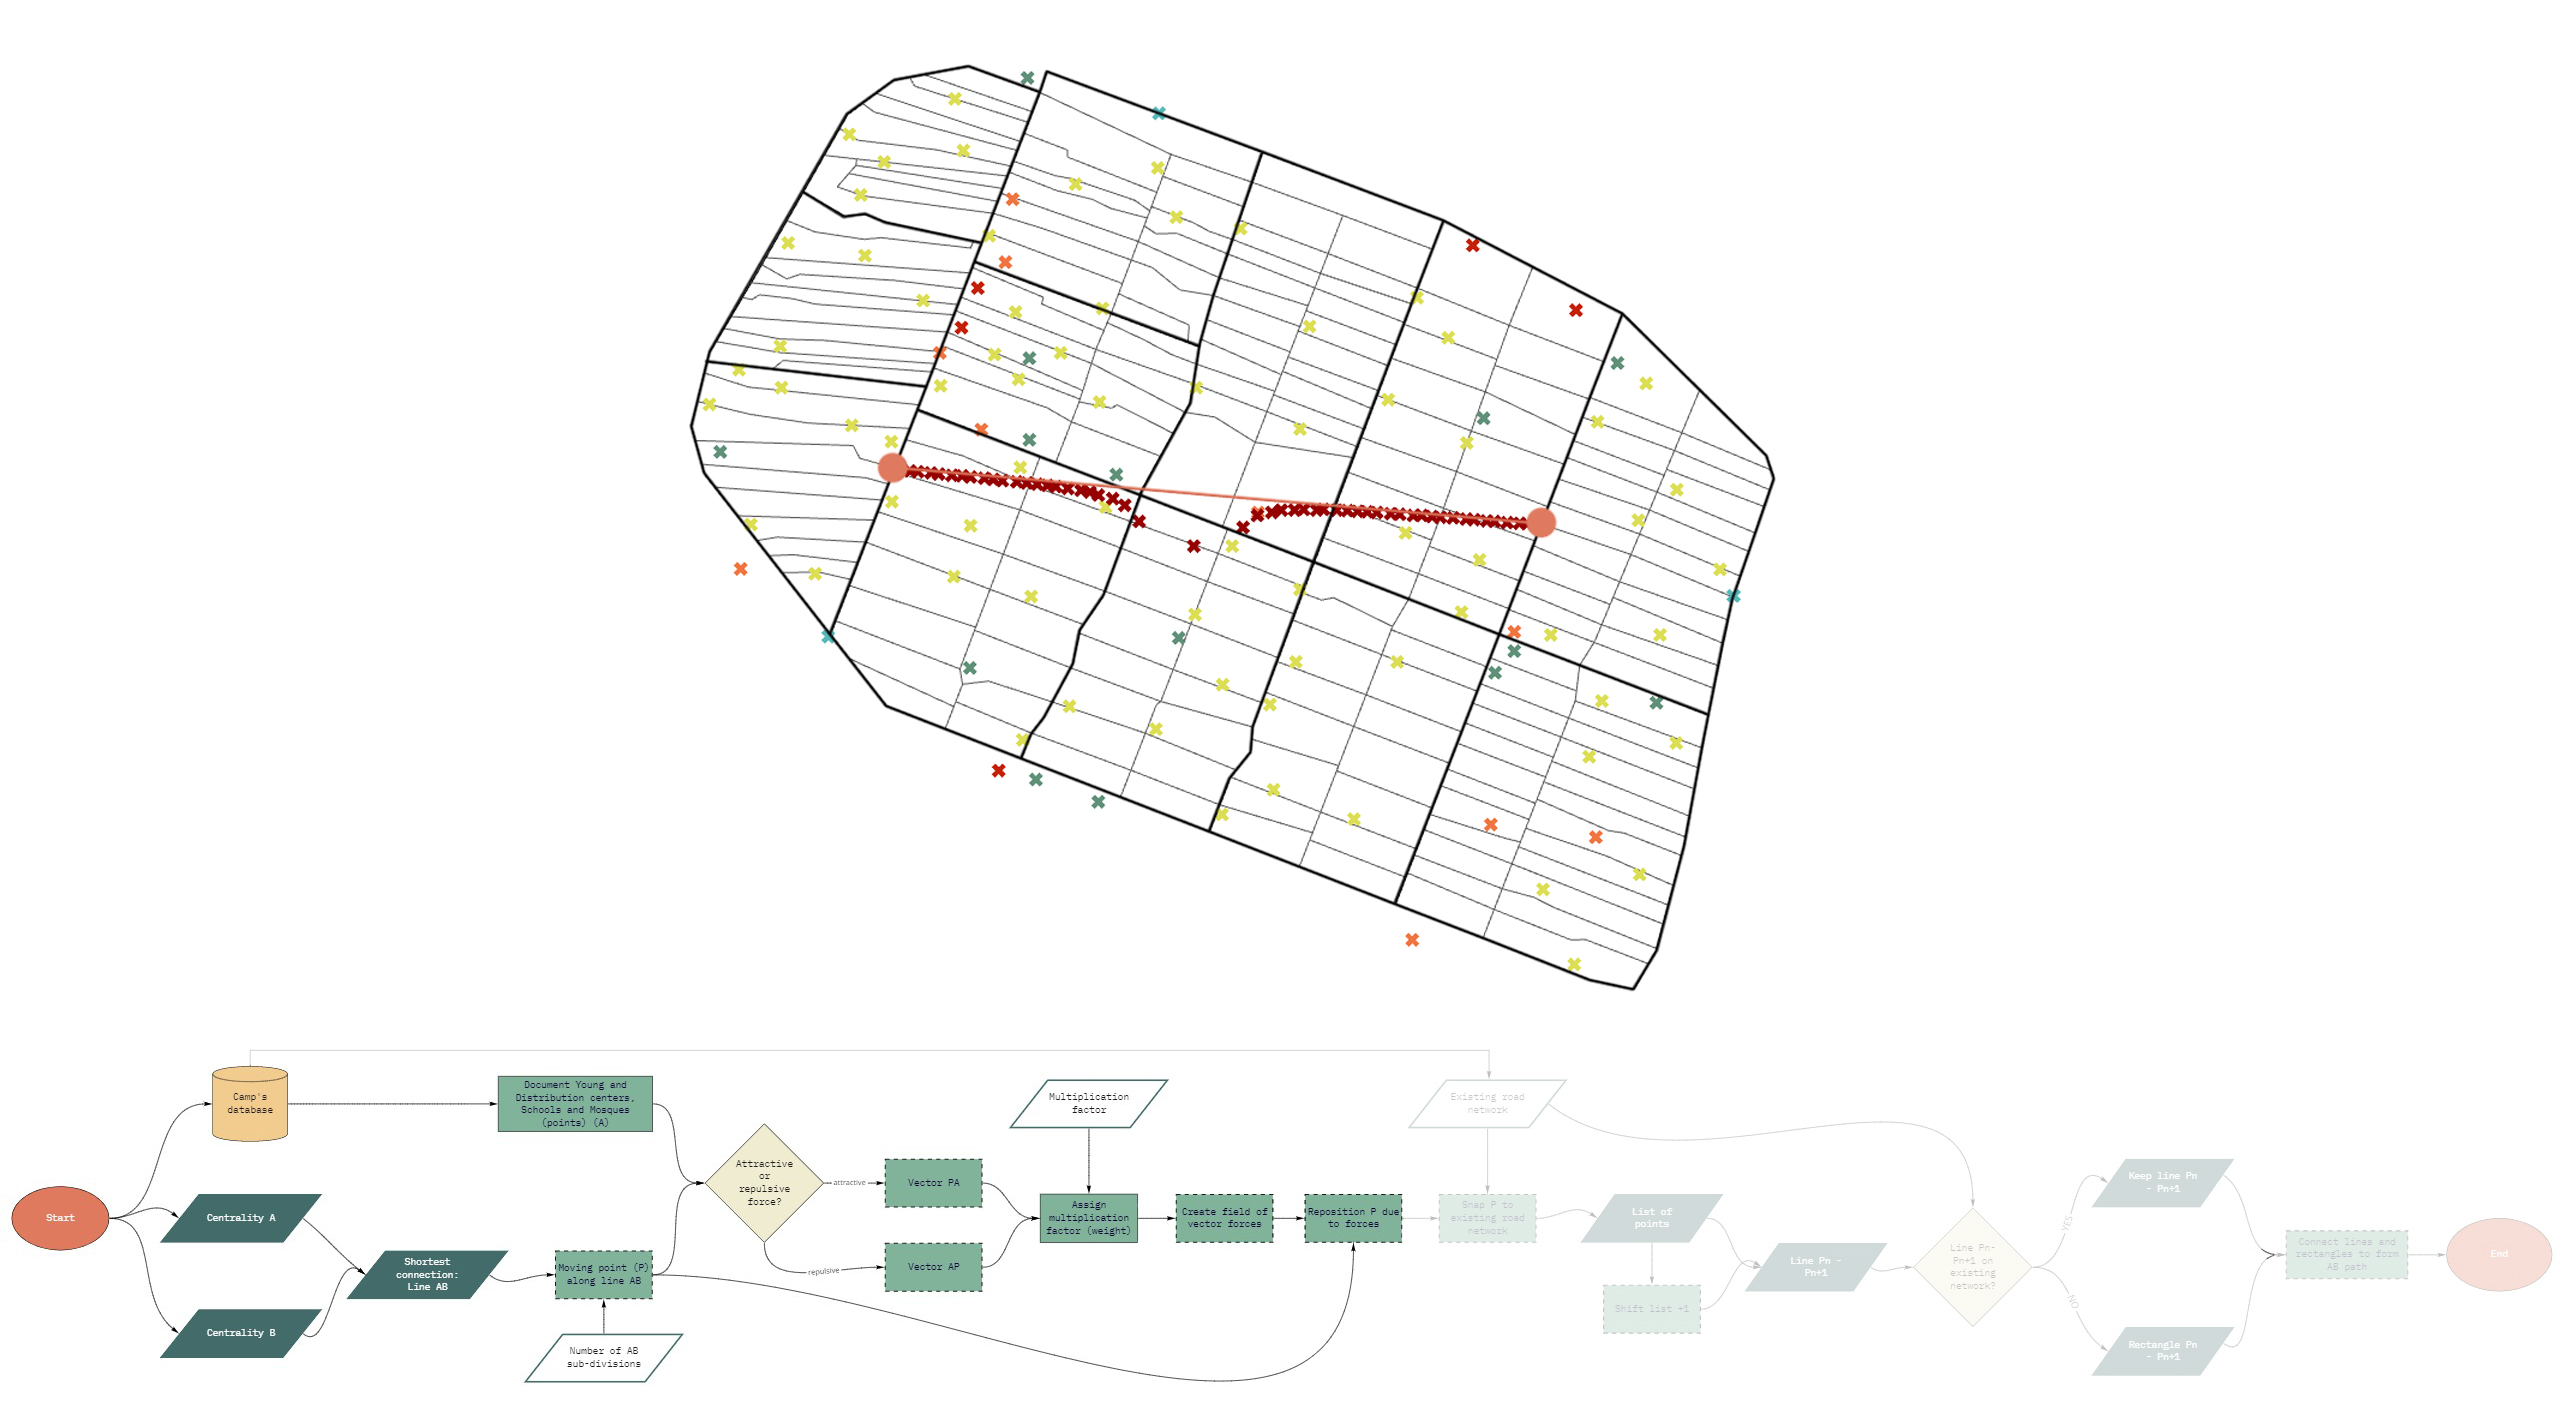 Camp's
database
Document Young and
Distribution centers,
Schools and Mosques
(points) (A)
Start
Centrality A
Centrality B
Shortest
connection:
Line AB
Moving point (P)
along line AB
Number of AB
sub-divisions
Attractive
or
repulsive
force?
attractive
repulsive
Vector PA
Vector AP
Multiplication
factor
Assign
multiplication
factor (weight)
Create field of
vector forces
Reposition P due
to forces
Existing road
network
Snap P to
existing road
network
List of
points
Shift list +1
Line Pn -
Pn+1
Line Pn-
Pn+1 on
existing
network?
YES
NO
Keep line Pn
- Pn+1
Rectangle Pn
- Pn+1
Connect lines and
rectangles to form
AB path
End